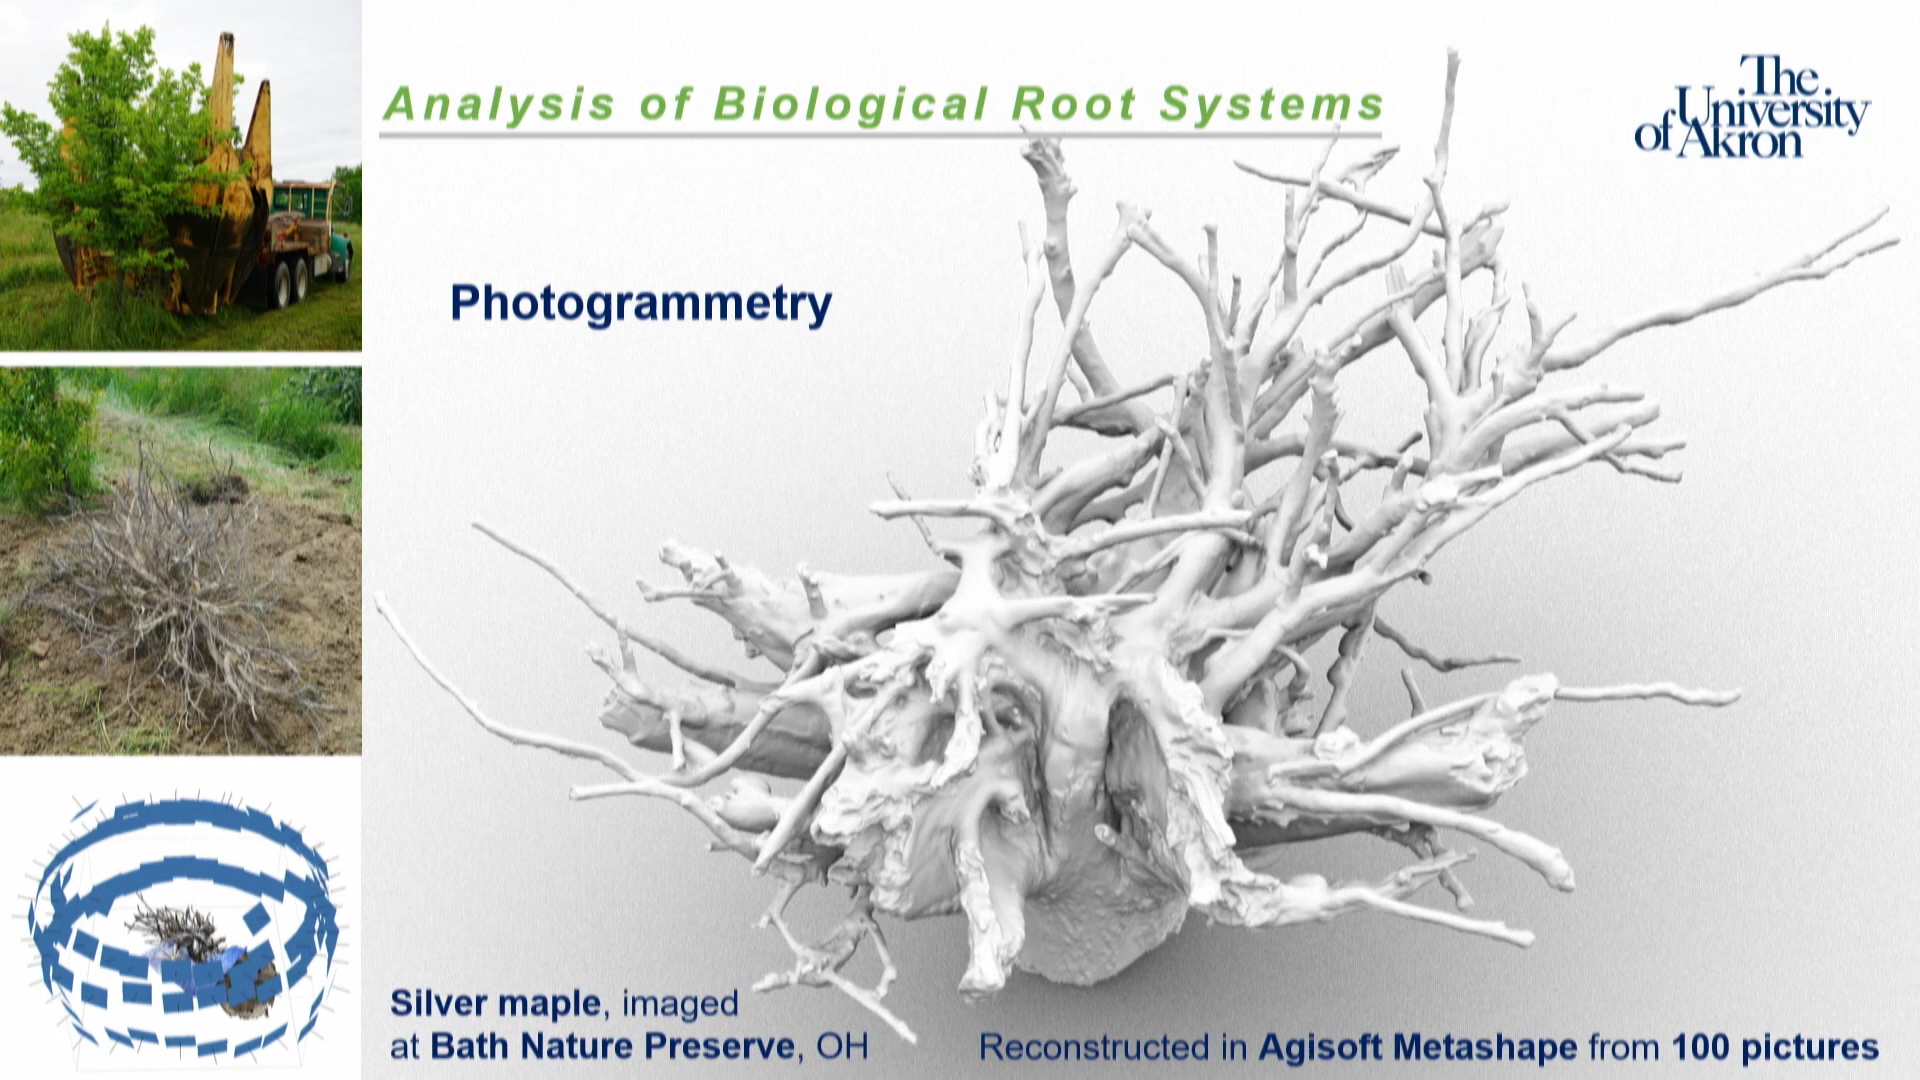 Analysis of Biological Root Systems
The
University
of Akron
Photogrammetry
Silver maple, imaged
at Bath Nature Preserve, OH
Reconstructed in Agisoft Metashape from 100 pictures